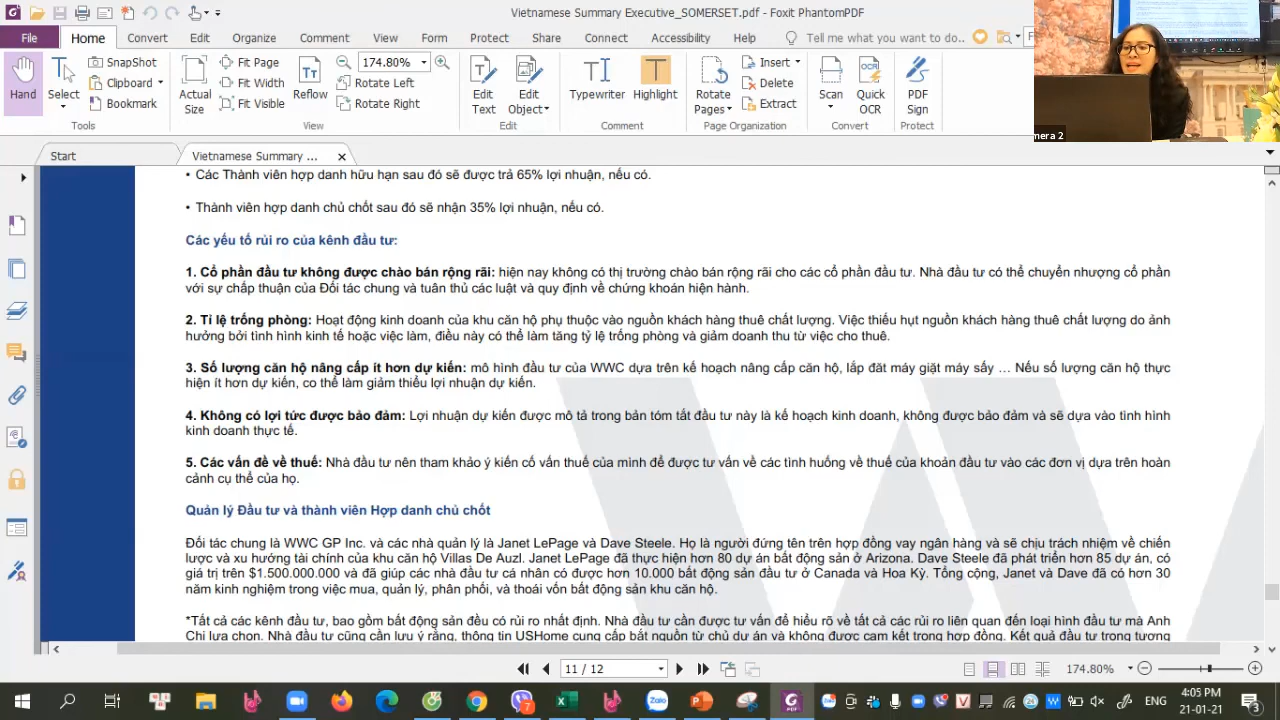 Vietnamese Summary Executive_SOMERSET.pdf - Foxit PhantomPDF
File Home Convert Edit Organize Comment View Form Share Connect Accessibility Help Tell me what you want to do..
Hand
Select
SnapShot
Clipboard
Bookmark
Tools
Actual Size
Fit Page
Fit Width
Fit Visible
Reflow
174.80%
Rotate Left
Rotate Right
View
Edit Text
Edit Object
Edit
Typewriter
Highlight
Comment
Rotate Pages
Insert
Delete
Extract
Page Organization
Scan
Quick OCR
Convert
PDF Sign
Protect
mera 2
Start
Vietnamese Summary ...
• Các Thành viên hợp danh hữu hạn sau đó sẽ được trả 65% lợi nhuận, nếu có.
• Thành viên hợp danh chủ chốt sau đó sẽ nhận 35% lợi nhuận, nếu có.
Các yếu tố rủi ro của kênh đầu tư:
1. Cổ phần đầu tư không được chào bán rộng rãi: hiện nay không có thị trường chào bán rộng rãi cho các cổ phần đầu tư. Nhà đầu tư có thể chuyển nhượng cổ phần
với sự chấp thuận của Đối tác chung và tuân thủ các luật và quy định về chứng khoán hiện hành.
2. Tỉ lệ trống phòng: Hoạt động kinh doanh của khu căn hộ phụ thuộc vào nguồn khách hàng thuê chất lượng. Việc thiếu hụt nguồn khách hàng thuê chất lượng do ảnh
hưởng bởi tình hình kinh tế hoặc việc làm, điều này có thể làm tăng tỷ lệ trống phòng và giảm doanh thu từ việc cho thuê.
3. Số lượng căn hộ nâng cấp ít hơn dự kiến: mô hình đầu tư của WWC dựa trên kế hoạch nâng cấp căn hộ, lắp đăt máy giặt máy sấy … Nếu số lượng căn hộ thực
hiện ít hơn dự kiến, co thể làm giảm thiểu lợi nhuận dự kiến.
4. Không có lợi tức được bảo đảm: Lợi nhuận dự kiến được mô tả trong bản tóm tắt đầu tư này là kế hoạch kinh doanh, không được bảo đảm và sẽ dựa vào tình hình
kinh doanh thực tế.
5. Các vấn đề về thuế: Nhà đầu tư nên tham khảo ý kiến cố vấn thuế của mình để được tư vấn về các tình huống về thuế của khoản đầu tư vào các đơn vị dựa trên hoàn
cảnh cụ thể của họ.
Quản lý Đầu tư và thành viên Hợp danh chủ chốt
Đối tác chung là WWC GP Inc. và các nhà quản lý là Janet LePage và Dave Steele. Họ là người đứng tên trên hợp đồng vay ngân hàng và sẽ chịu trách nhiệm về chiến
lược và xu hướng tài chính của khu căn hộ Villas De Auzl. Janet LePage đã thực hiện hơn 80 dự án bất động sản ở Arizona. Dave Steele đã phát triển hơn 85 dự án, có
giá trị trên $1.500.000.000 và đã giúp các nhà đầu tư cá nhân có được hơn 10.000 bất động sản đầu tư ở Canada và Hoa Kỳ. Tổng cộng, Janet và Dave đã có hơn 30
năm kinh nghiệm trong việc mua, quản lý, phân phối, và thoái vốn bất động sản khu căn hộ.
*Tất cả các kênh đầu tư, bao gồm bất động sản đều có rủi ro nhất định. Nhà đầu tư cần được tư vấn để hiểu rõ về tất cả các rủi ro liên quan đến loại hình đầu tư mà Anh
Chị lựa chọn. Nhà đầu tư cũng cần lưu ý rằng, thông tin USHome cung cấp bắt nguồn từ chủ dự án và không được cam kết trong hợp đồng. Kết quả đầu tư trong tương
11 / 12
174.80%
ENG
4:05 PM
21-01-21